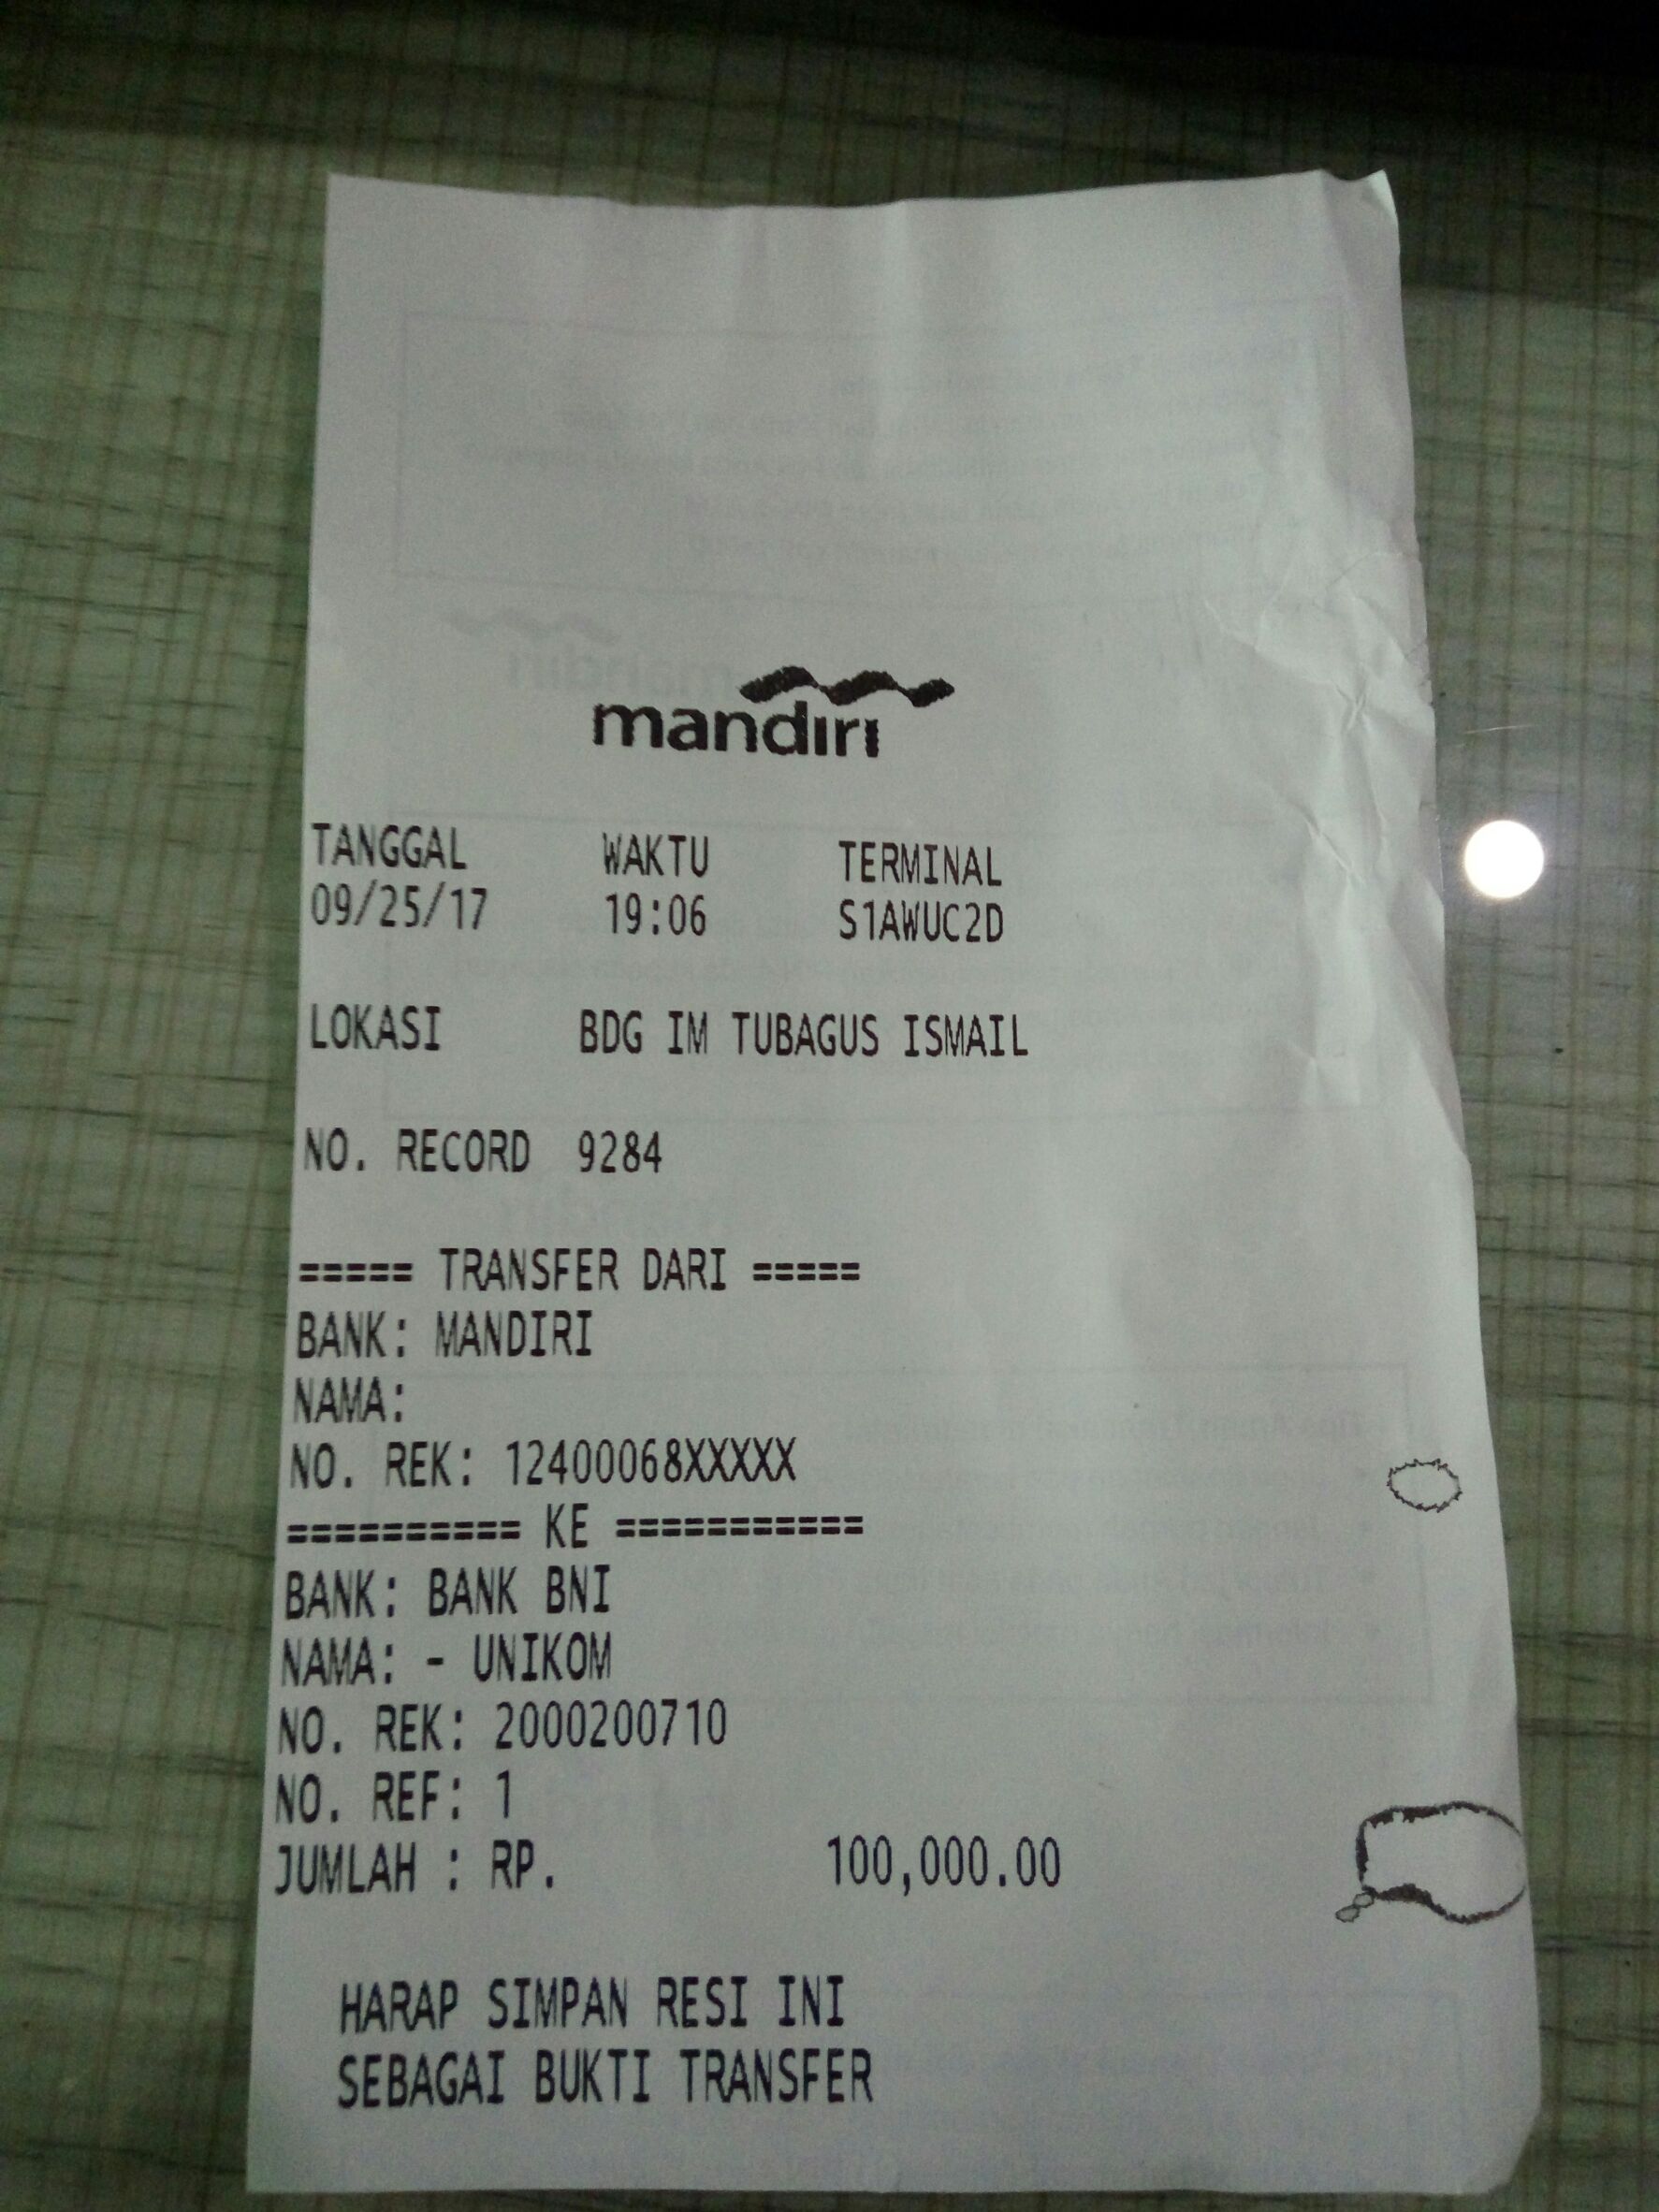 mandiri
TANGGAL WAKTU TERMINAL
09/25/17 19:06 S1AWUC2D
LOKASI BDG IM TUBAGUS ISMAIL
NO. RECORD 9284
===== TRANSFER DARI =====
BANK: MANDIRI
NAMA:
NO. REK: 12400068XXXXX
========== KE ===========
BANK: BANK BNI
NAMA: - UNIKOM
NO. REK: 2000200710
NO. REF: 1
JUMLAH : RP. 100,000.00
HARAP SIMPAN RESI INI
SEBAGAI BUKTI TRANSFER